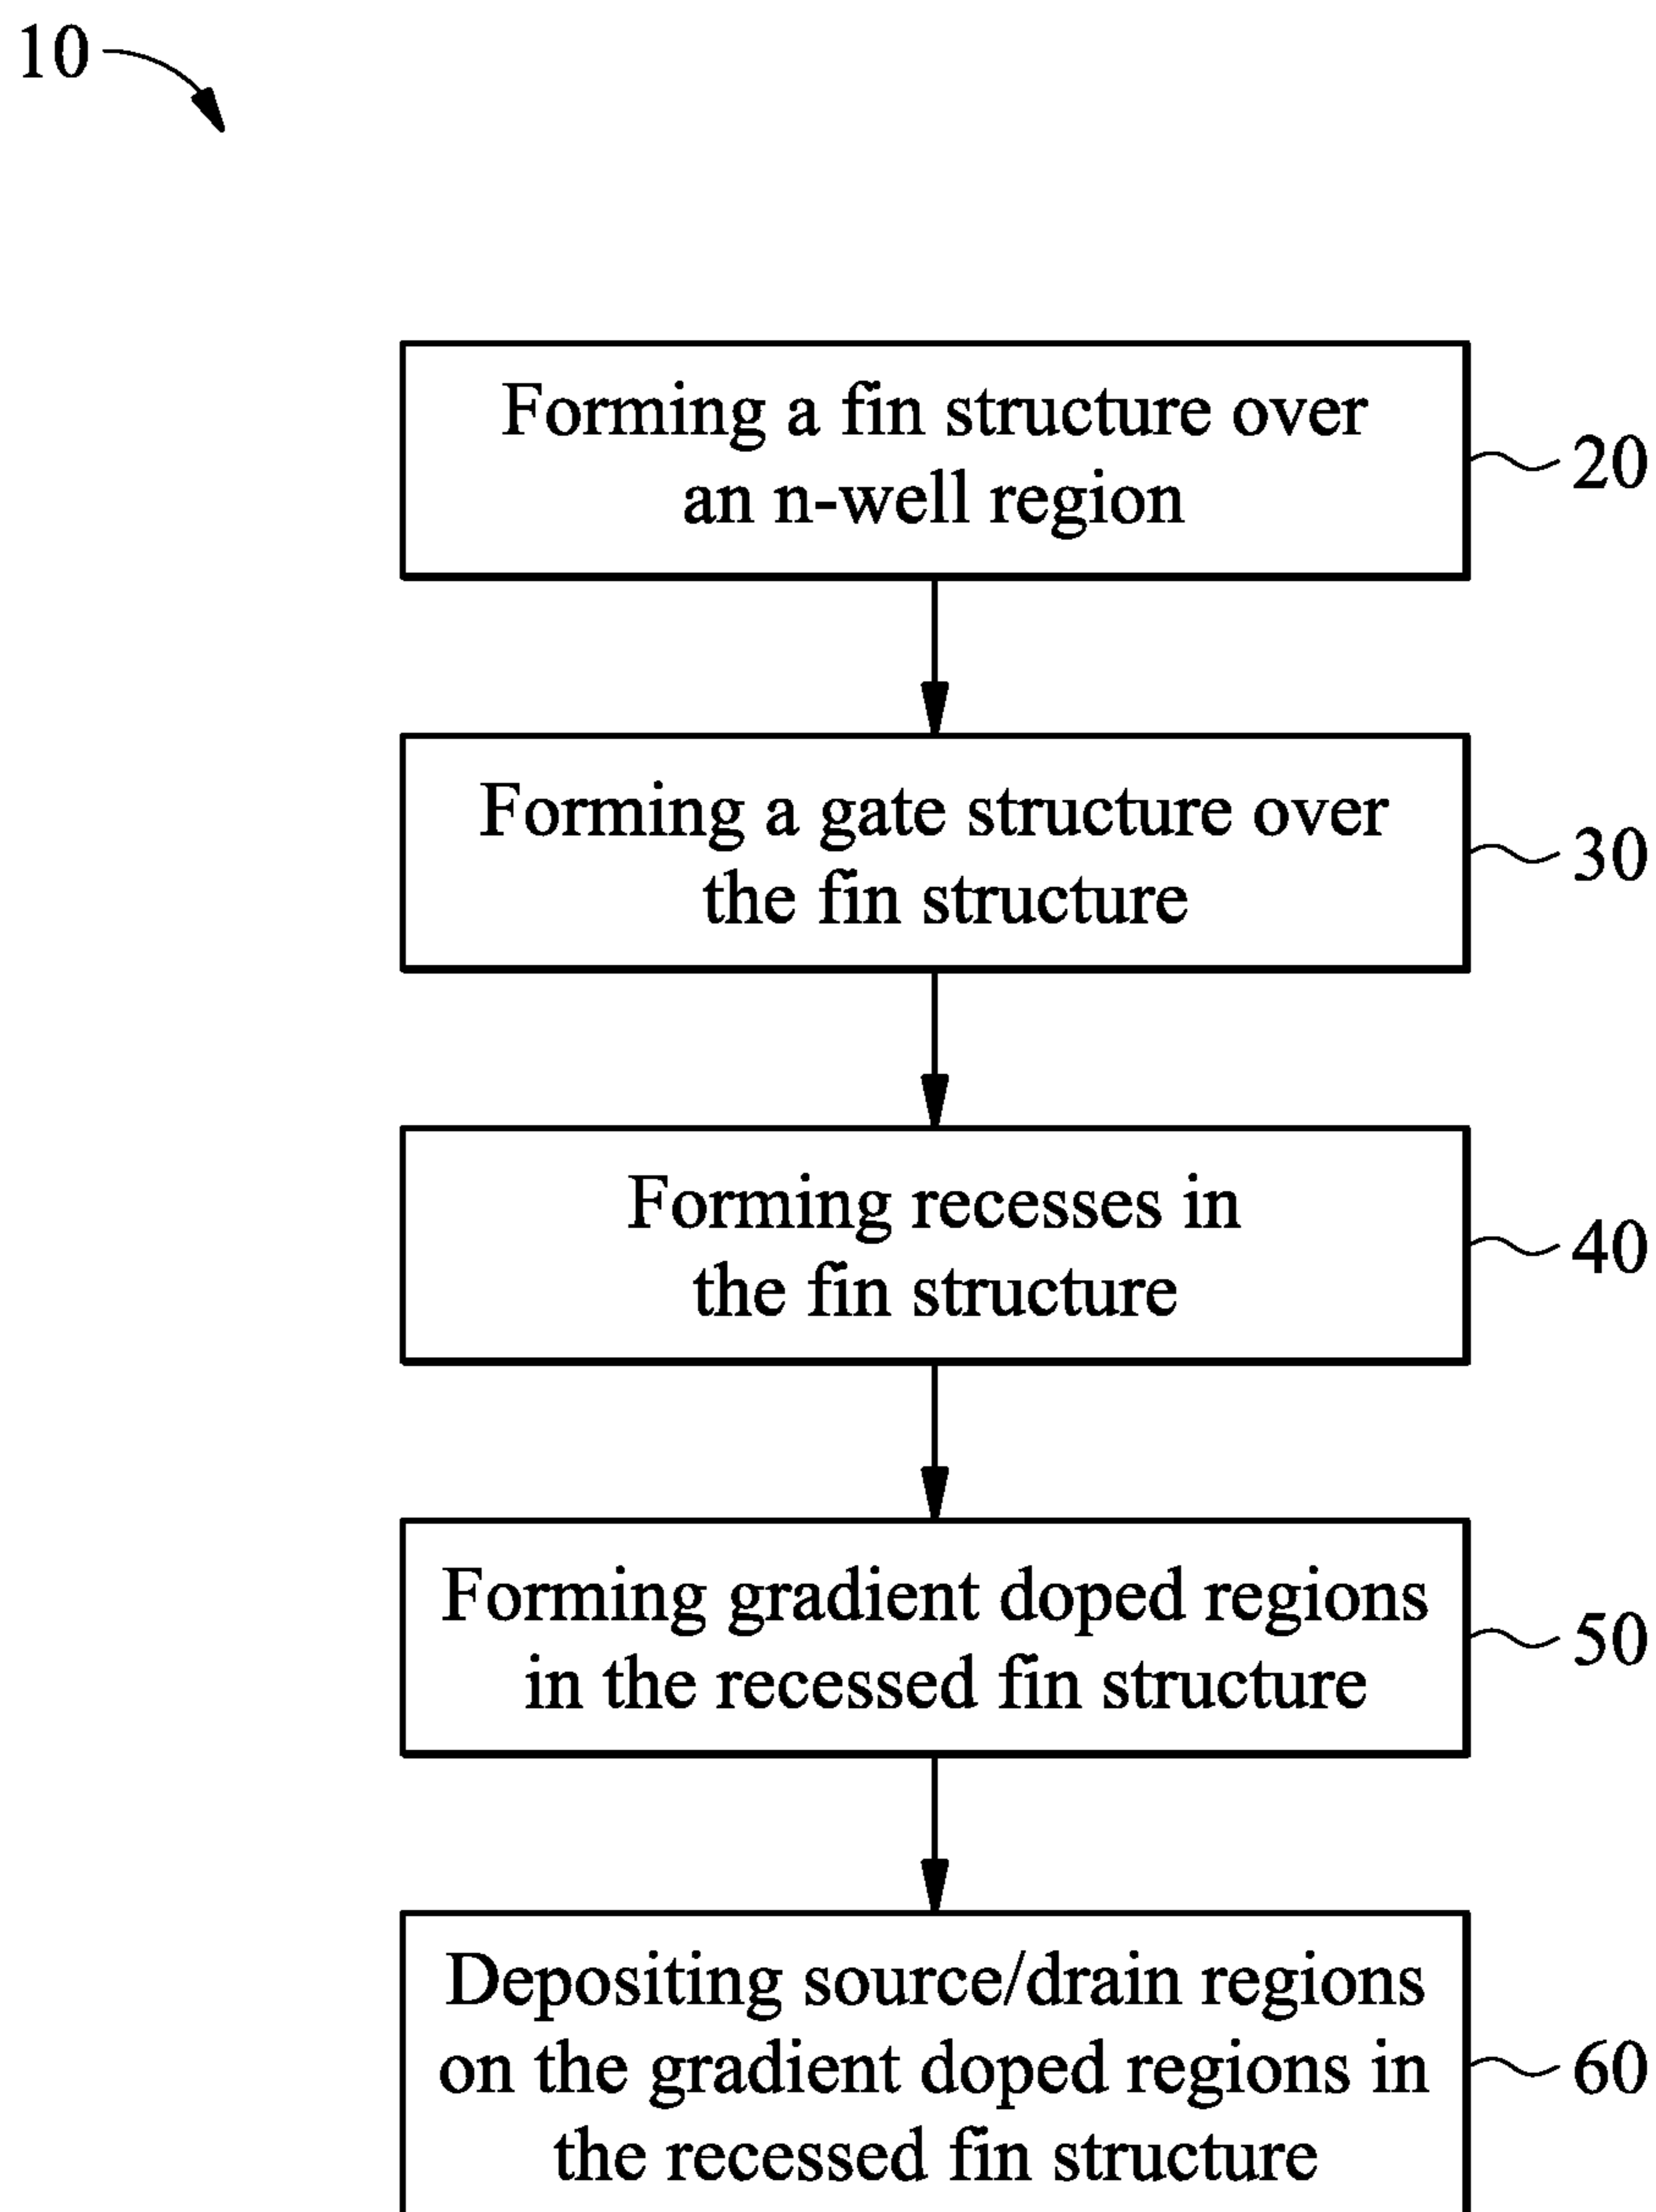 10
Forming a fin structure over
an n-well region
20
Forming a gate structure over
the fin structure
30
Forming recesses in
the fin structure
40
Forming gradient doped regions
in the recessed fin structure
50
Depositing source/drain regions
on the gradient doped regions in
the recessed fin structure
60